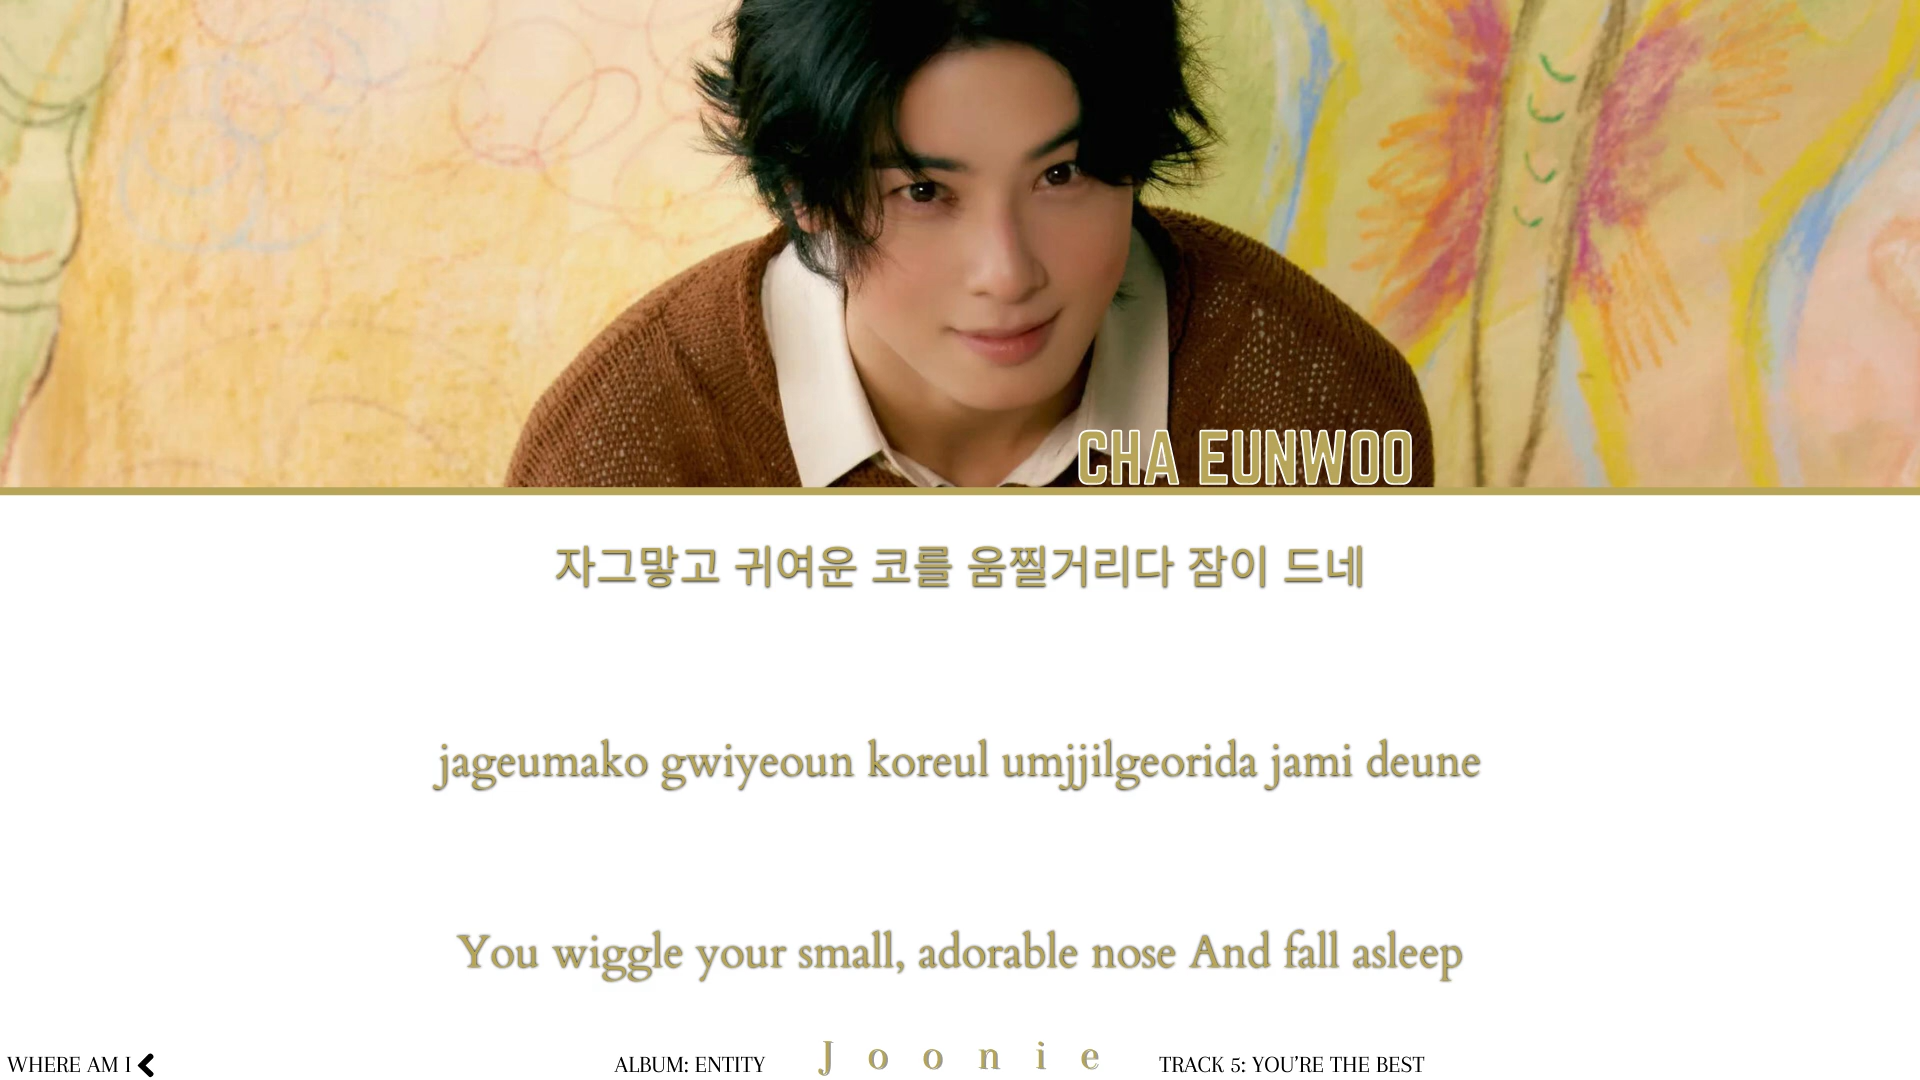 CHA EUNWOO
자그맣고 귀여운 코를 움찔거리다 잠이 드네
jageumako gwiyeoun koreul umjjilgeorida jami deune
You wiggle your small, adorable nose And fall asleep
WHERE AM I
ALBUM: ENTITY
Joonie
TRACK 5: YOU'RE THE BEST